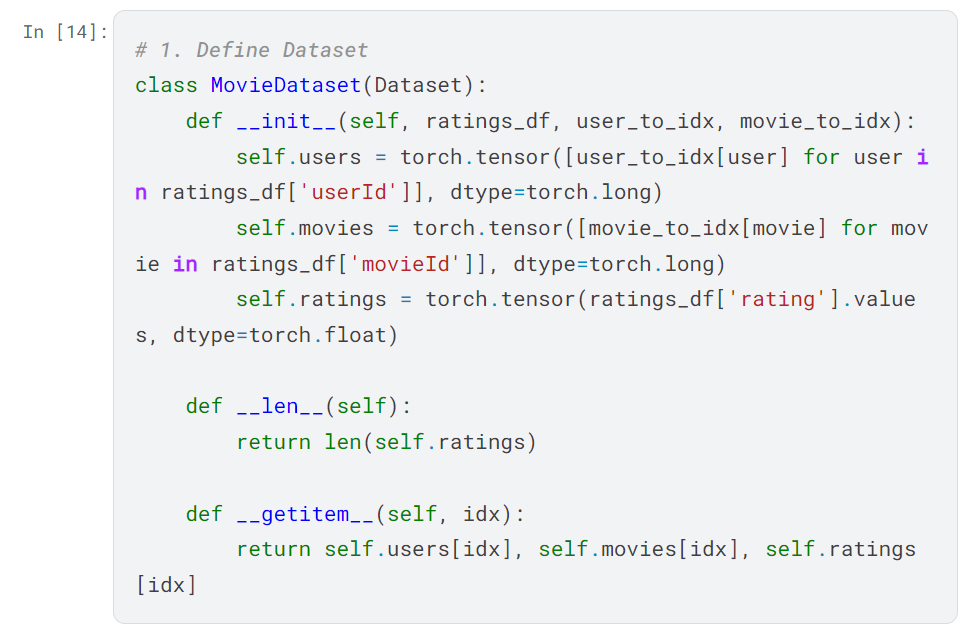 In [14]:
# 1. Define Dataset
class MovieDataset(Dataset):
    def __init__(self, ratings_df, user_to_idx, movie_to_idx):
        self.users = torch.tensor([user_to_idx[user] for user i
n ratings_df['userId']], dtype=torch.long)
        self.movies = torch.tensor([movie_to_idx[movie] for mov
ie in ratings_df['movieId']], dtype=torch.long)
        self.ratings = torch.tensor(ratings_df['rating'].value
s, dtype=torch.float)

    def __len__(self):
        return len(self.ratings)

    def __getitem__(self, idx):
        return self.users[idx], self.movies[idx], self.ratings
[idx]